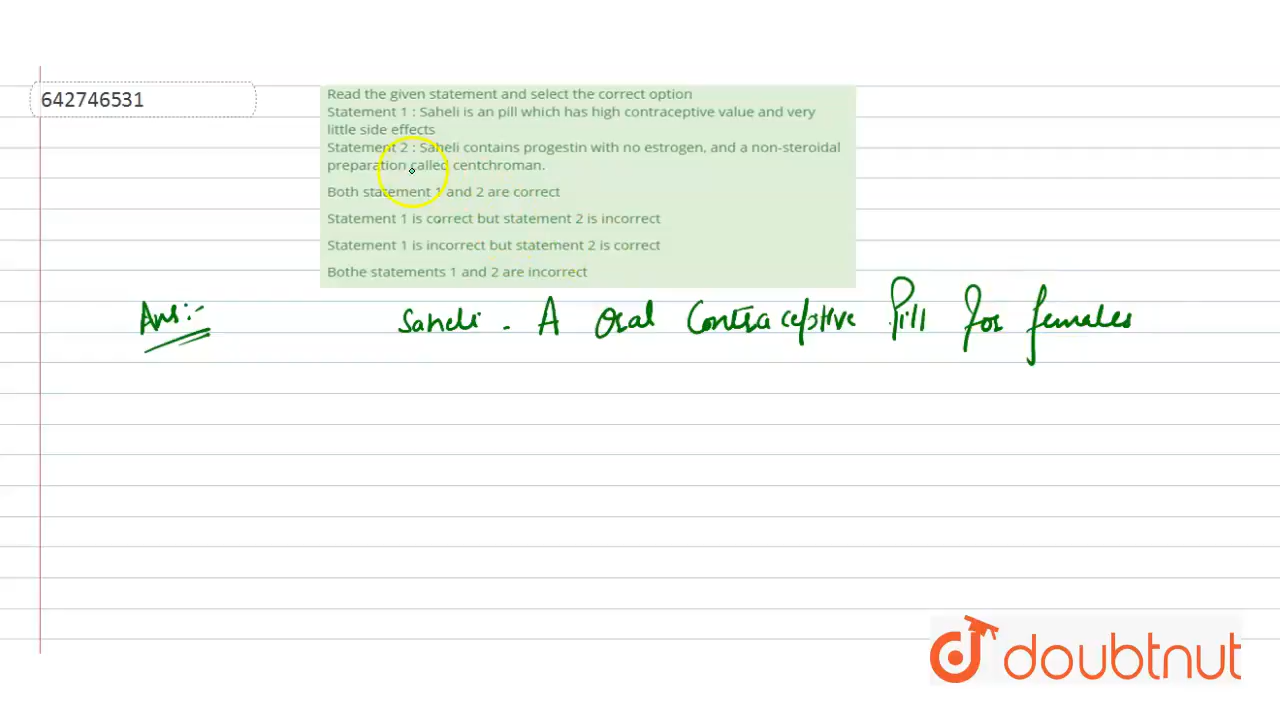 642746531
Read the given statement and select the correct option
Statement 1 : Saheli is an pill which has high contraceptive value and very
little side effects
Statement 2 : Saheli contains progestin with no estrogen, and a non-steroidal
preparation called centchroman.
Both statement 1 and 2 are correct
Statement 1 is correct but statement 2 is incorrect
Statement 1 is incorrect but statement 2 is correct
Bothe statements 1 and 2 are incorrect
Ans:- Saheli - A Oral Contraceptive Pill for females
doubtnut